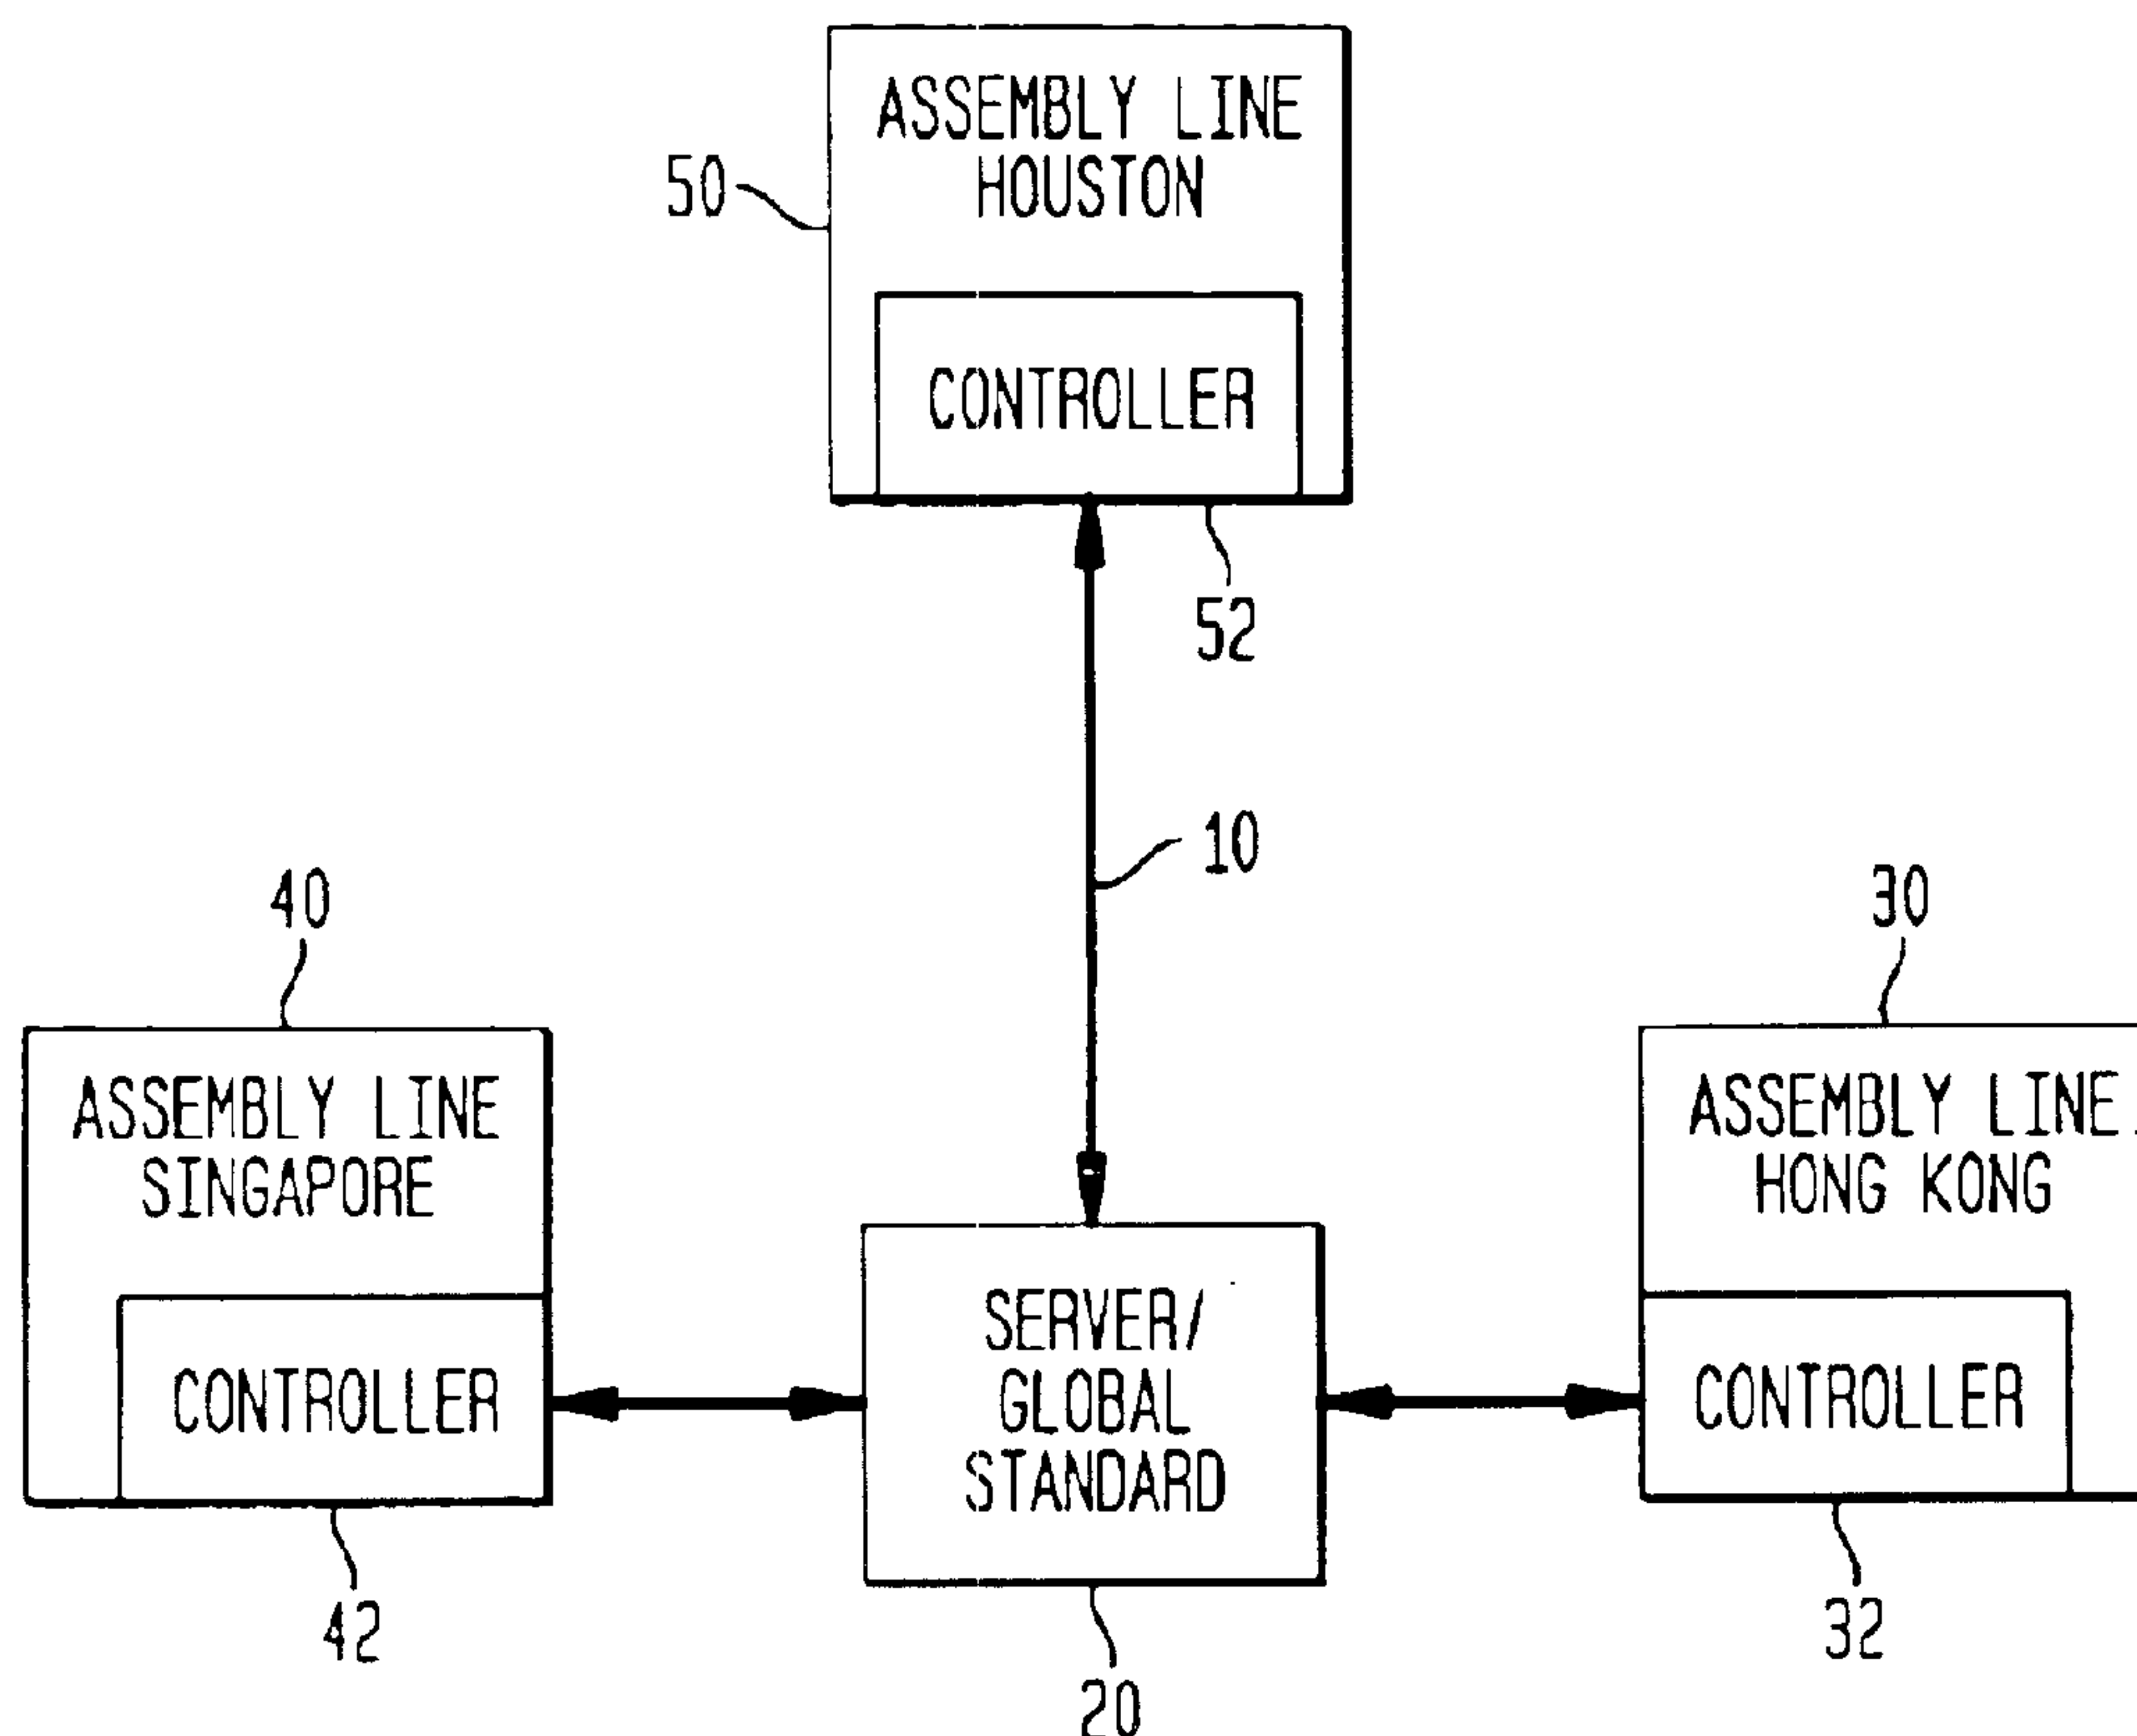 ASSEMBLY LINE
HOUSTON
50
CONTROLLER
52
10
40
30
ASSEMBLY LINE
SINGAPORE
CONTROLLER
42
SERVER/
GLOBAL
STANDARD
20
ASSEMBLY LINE
HONG KONG
CONTROLLER
32